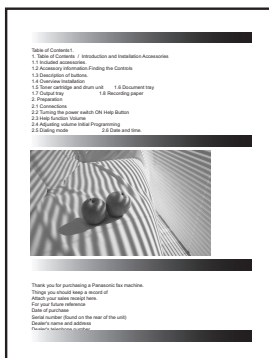 Table of Contents1.
1. Table of Contents / Introduction and Installation Accessories
1.1 Included accessories.
1.2 Accessory information.Finding the Controls
1.3 Description of buttons.
1.4 Overview Installation
1.5 Toner cartridge and drum unit 1.6 Document tray
1.7 Output tray 1.8 Recording paper
2. Preparation
2.1 Connections
2.2 Turning the power switch ON Help Button
2.3 Help function Volume
2.4 Adjusting volume Initial Programming
2.5 Dialing mode 2.6 Date and time.
Thank you for purchasing a Panasonic fax machine.
Things you should keep a record of
Attach your sales receipt here.
For your future reference
Date of purchase
Serial number (found on the rear of the unit)
Dealer's name and address
Dealer's telephone number